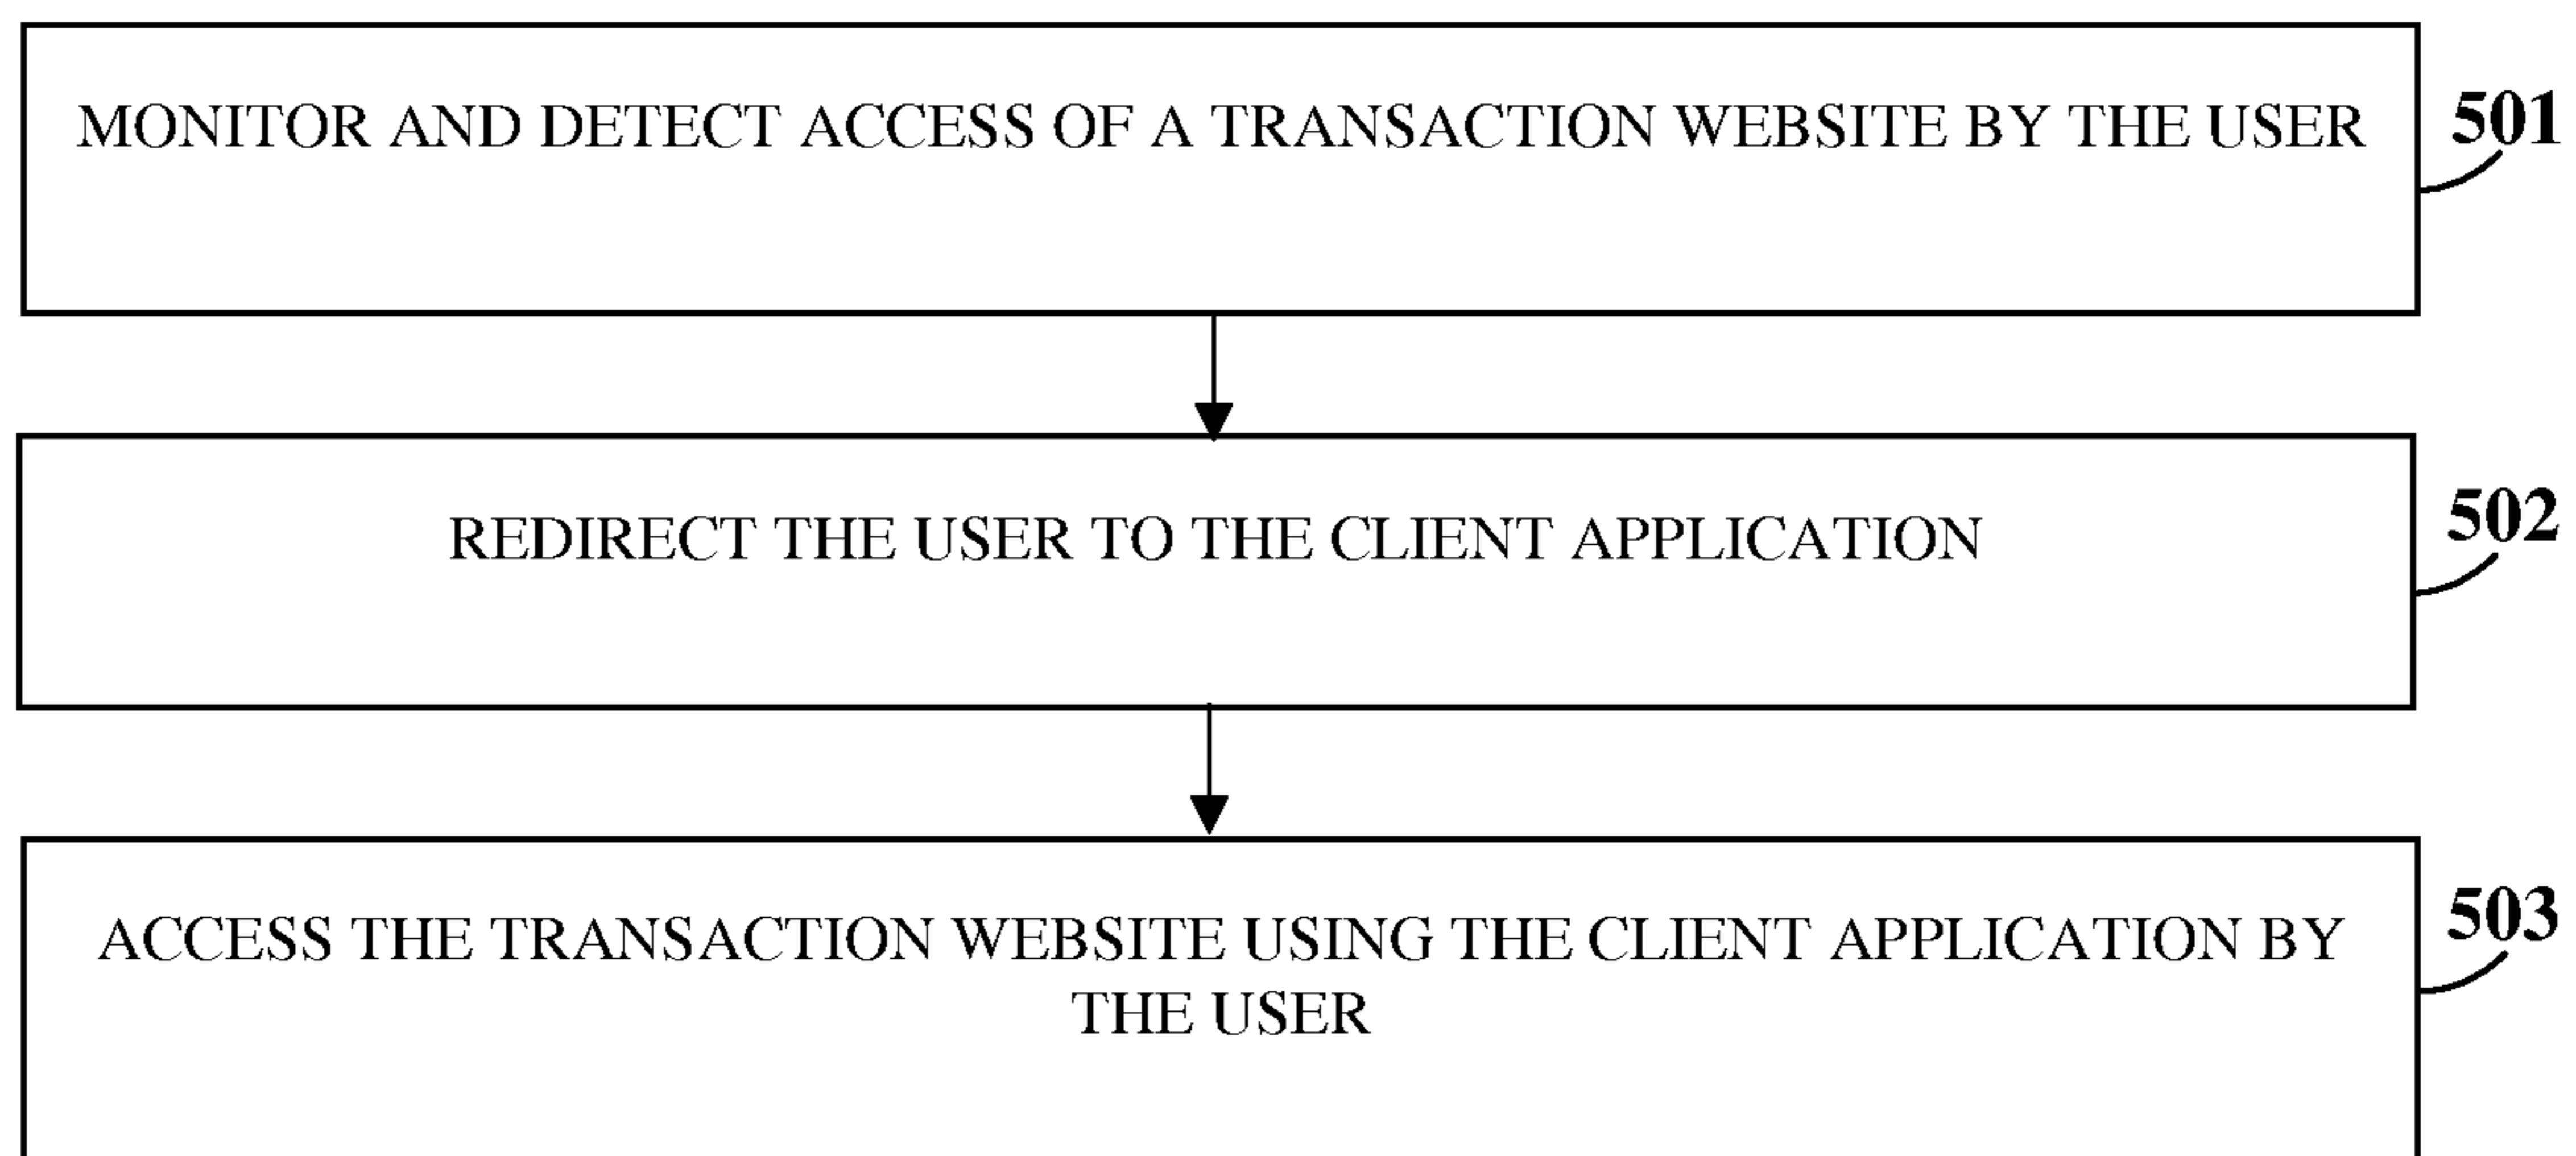 MONITOR AND DETECT ACCESS OF A TRANSACTION WEBSITE BY THE USER
501
REDIRECT THE USER TO THE CLIENT APPLICATION
502
ACCESS THE TRANSACTION WEBSITE USING THE CLIENT APPLICATION BY
THE USER
503